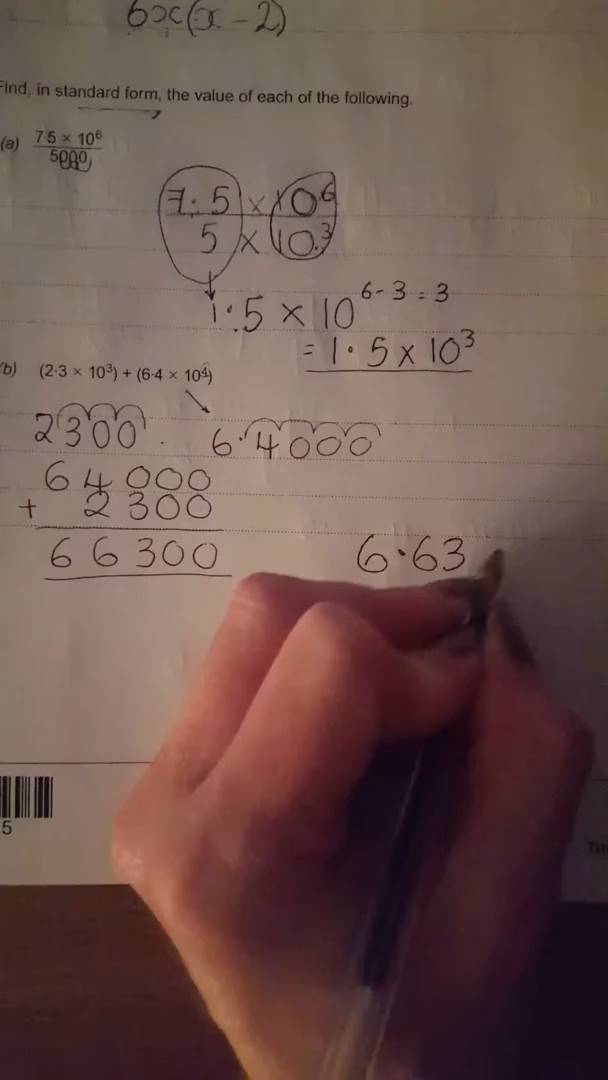 6x(x - 2)
Find, in standard form, the value of each of the following.
(a) 7·5 × 10⁶
5000
7.5 × 10⁶
5 × 10³
1.5 × 10⁶⁻³⁼³
= 1.5 × 10³
(b) (2·3 × 10³) + (6·4 × 10⁴)
2300. 6.4000
64000
+ 2300
66300 6.63
5